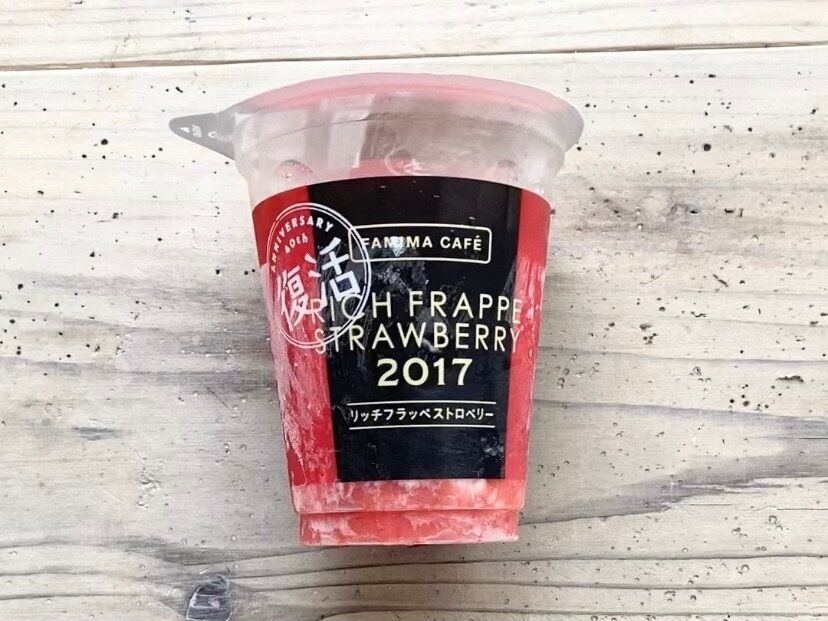 ANNIVERSARY
40th
復活
FAMIMA CAFÉ
RICH FRAPPE
STRAWBERRY
2017
リッチフラッペストロベリー